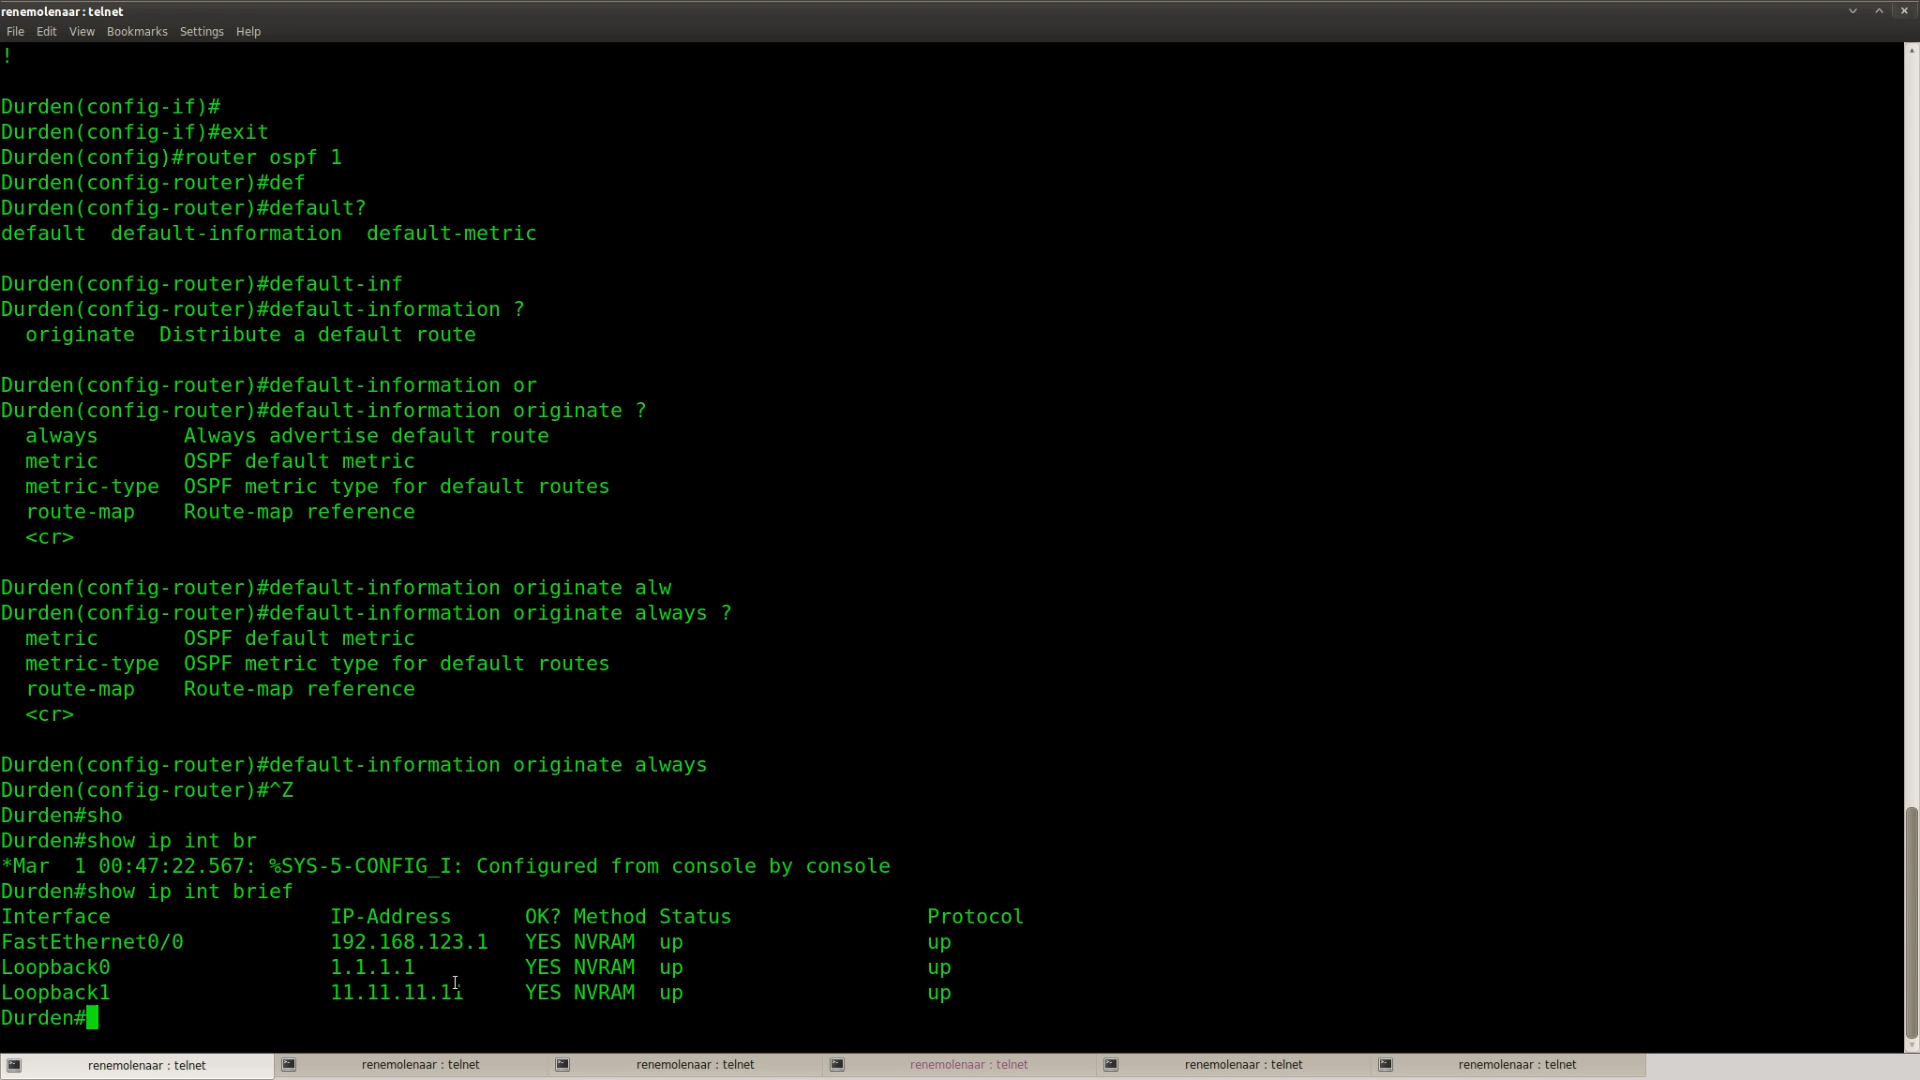 renemolenaar : telnet
File Edit View Bookmarks Settings Help
!
Durden(config-if)#
Durden(config-if)#exit
Durden(config)#router ospf 1
Durden(config-router)#def
Durden(config-router)#default?
default  default-information  default-metric
Durden(config-router)#default-inf
Durden(config-router)#default-information ?
  originate  Distribute a default route
Durden(config-router)#default-information or
Durden(config-router)#default-information originate ?
  always       Always advertise default route
  metric       OSPF default metric
  metric-type  OSPF metric type for default routes
  route-map    Route-map reference
  <cr>
Durden(config-router)#default-information originate alw
Durden(config-router)#default-information originate always ?
  metric       OSPF default metric
  metric-type  OSPF metric type for default routes
  route-map    Route-map reference
  <cr>
Durden(config-router)#default-information originate always
Durden(config-router)#^Z
Durden#sho
Durden#show ip int br
*Mar  1 00:47:22.567: %SYS-5-CONFIG_I: Configured from console by console
Durden#show ip int brief
Interface                  IP-Address      OK? Method Status                Protocol
FastEthernet0/0            192.168.123.1   YES NVRAM  up                    up
Loopback0                  1.1.1.1         YES NVRAM  up                    up
Loopback1                  11.11.11.11     YES NVRAM  up                    up
Durden#
renemolenaar : telnet renemolenaar : telnet renemolenaar : telnet renemolenaar : telnet renemolenaar : telnet renemolenaar : telnet